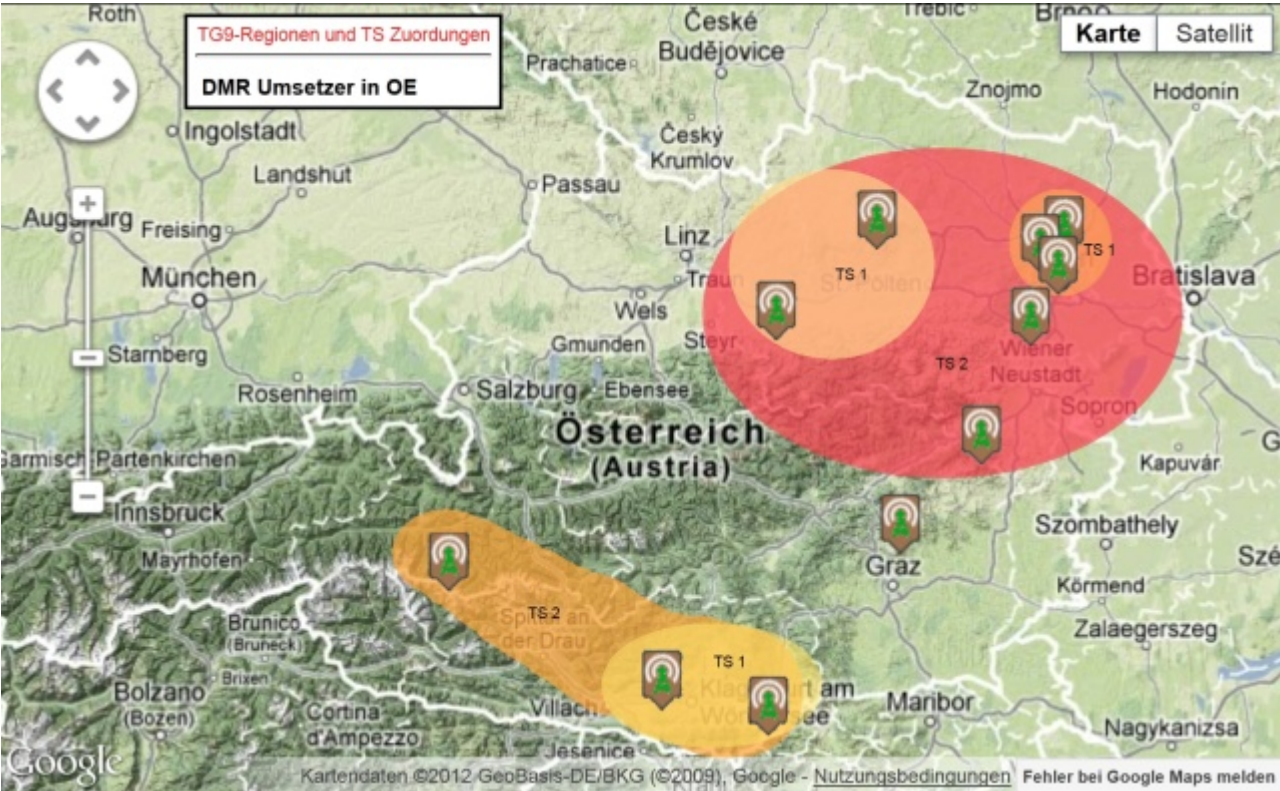 Roth
České
Budějovice
Třebíč
Brno
TG9-Regionen und TS Zuordungen
DMR Umsetzer in OE
Karte
Satellit
Prachatice
Znojmo
Hodonín
Ingolstadt
Český
Krumlov
Landshut
Passau
Augsburg
Freising
Linz
TS 1
München
Traun
TS 1
St. Pölten
Bratislava
Wels
Starnberg
Gmunden
Steyr
Wiener
Neustadt
TS 2
Rosenheim
Salzburg
Ebensee
Sopron
Österreich
(Austria)
Garmisch-Partenkirchen
Kapuvár
Innsbruck
Szombathely
Mayrhofen
Graz
Körmend
TS 2
Spittal an
der Drau
Brunico
(Bruneck)
Zalaegerszeg
TS 1
Brixen
Bolzano
(Bozen)
Klagenfurt am
Wörthersee
Villach
Maribor
Cortina
d'Ampezzo
Nagykanizsa
Jesenice
Google
Kartendaten ©2012 GeoBasis-DE/BKG (©2009), Google - Nutzungsbedingungen
Fehler bei Google Maps melden